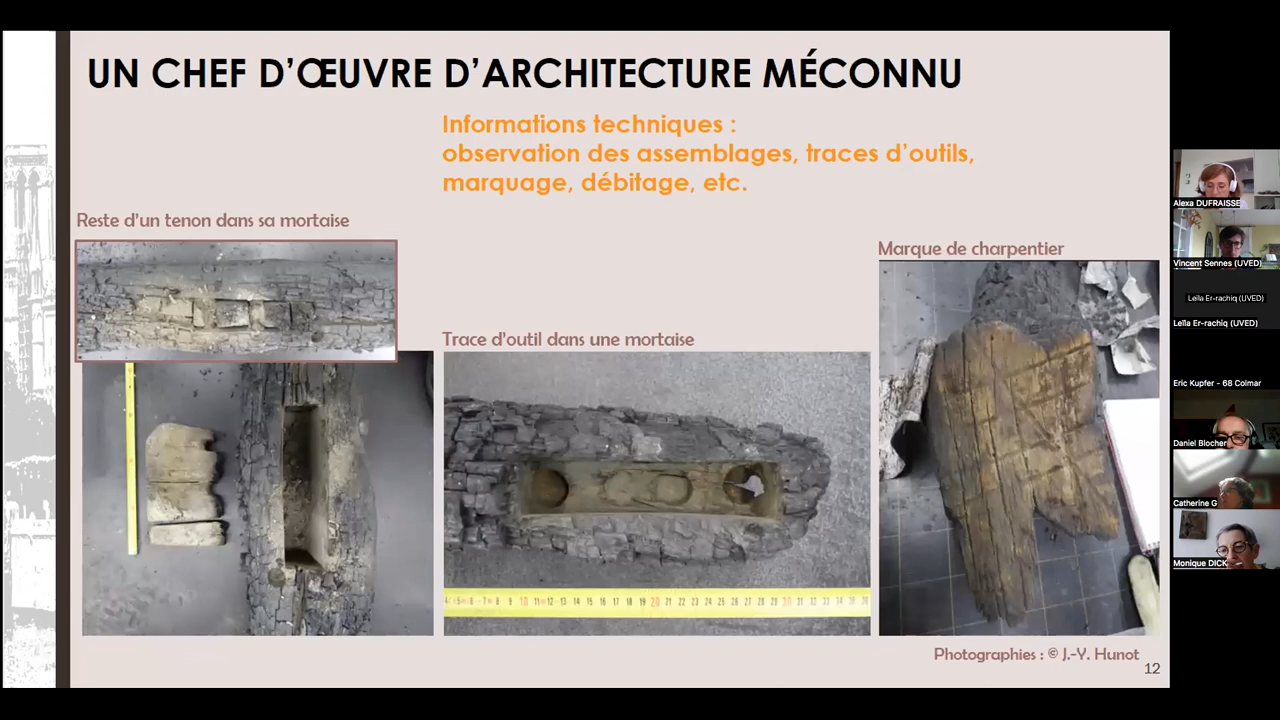 UN CHEF D'ŒUVRE D'ARCHITECTURE MÉCONNU
Informations techniques :
observation des assemblages, traces d'outils,
marquage, débitage, etc.
Reste d'un tenon dans sa mortaise
Marque de charpentier
Trace d'outil dans une mortaise
Photographies : © J.-Y. Hunot
12
Alexa DUFRAISSE
Vincent Sennes (UVED)
Leïla Er-rachiq (UVED)
Leïla Er-rachiq (UVED)
Eric Kupfer - 68 Colmar
Daniel Blocher
Catherine G
Monique DICK